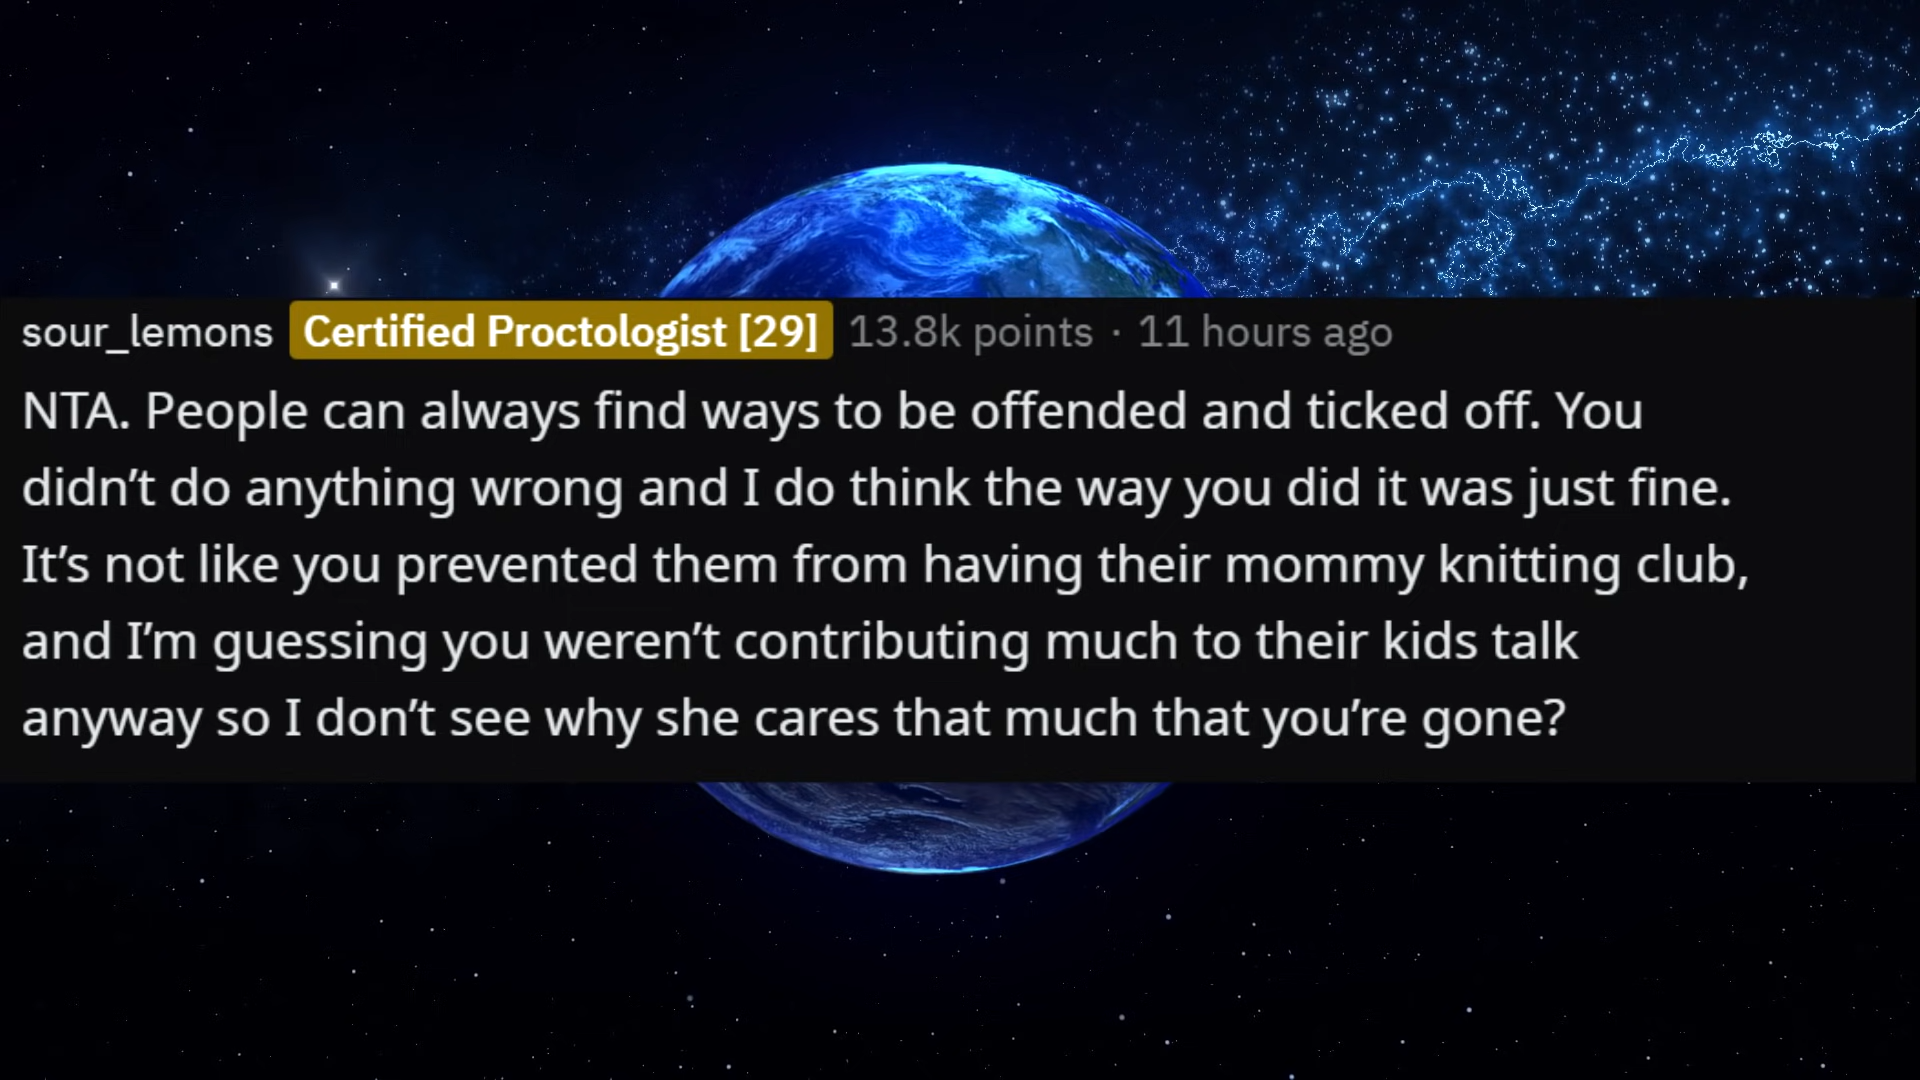 sour_lemons Certified Proctologist [29] 13.8k points · 11 hours ago
NTA. People can always find ways to be offended and ticked off. You
didn’t do anything wrong and I do think the way you did it was just fine.
It’s not like you prevented them from having their mommy knitting club,
and I’m guessing you weren’t contributing much to their kids talk
anyway so I don’t see why she cares that much that you’re gone?